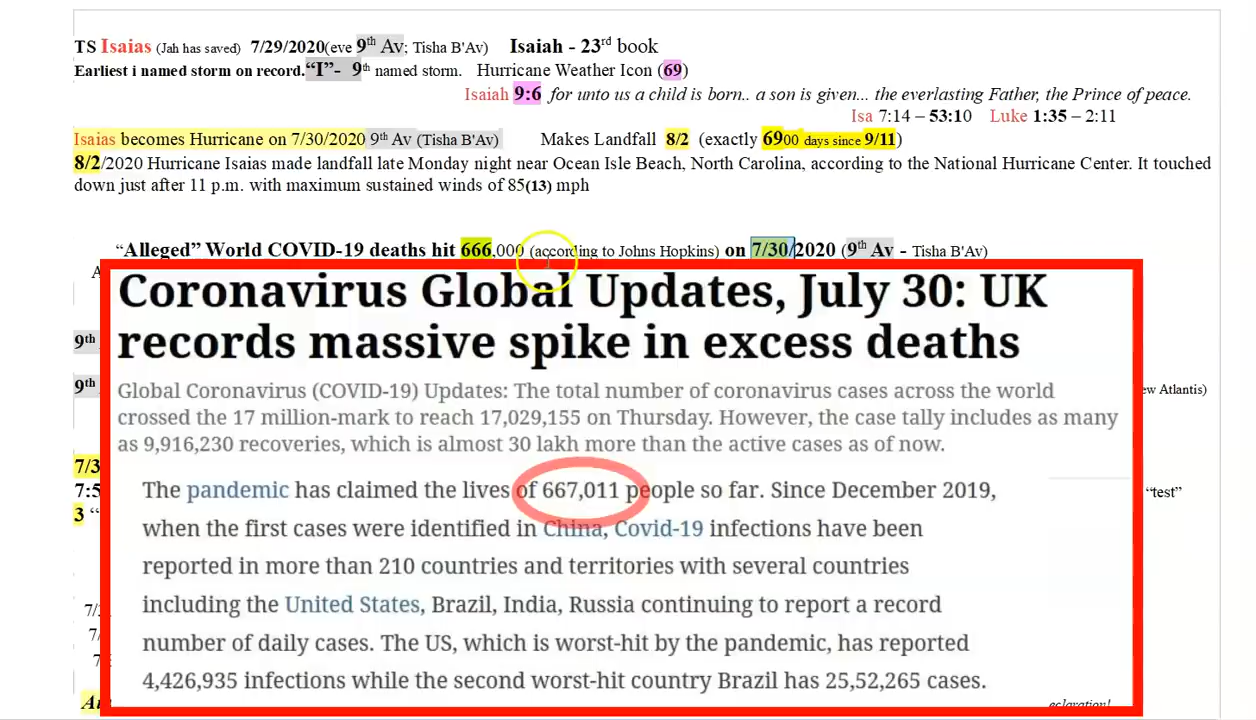 TS Isaias (Jah has saved) 7/29/2020(eve 9th Av; Tisha B'Av) Isaiah - 23rd book
Earliest i named storm on record."I"- 9th named storm. Hurricane Weather Icon (69)
Isaiah 9:6 for unto us a child is born.. a son is given... the everlasting Father, the Prince of peace.
Isa 7:14 – 53:10 Luke 1:35 – 2:11
Isaias becomes Hurricane on 7/30/2020 9th Av (Tisha B'Av) Makes Landfall 8/2 (exactly 6900 days since 9/11)
8/2/2020 Hurricane Isaias made landfall late Monday night near Ocean Isle Beach, North Carolina, according to the National Hurricane Center. It touched
down just after 11 p.m. with maximum sustained winds of 85(13) mph
"Alleged" World COVID-19 deaths hit 666,000 (according to Johns Hopkins) on 7/30/2020 (9th Av - Tisha B'Av)
Coronavirus Global Updates, July 30: UK
records massive spike in excess deaths
9th
Global Coronavirus (COVID-19) Updates: The total number of coronavirus cases across the world
9th Atlantis)
crossed the 17 million-mark to reach 17,029,155 on Thursday. However, the case tally includes as many
as 9,916,230 recoveries, which is almost 30 lakh more than the active cases as of now.
7/3
The pandemic has claimed the lives of 667,011 people so far. Since December 2019,
7:5 "test"
3 "
when the first cases were identified in China, Covid-19 infections have been
reported in more than 210 countries and territories with several countries
including the United States, Brazil, India, Russia continuing to report a record
7/
number of daily cases. The US, which is worst-hit by the pandemic, has reported
4,426,935 infections while the second worst-hit country Brazil has 25,52,265 cases.